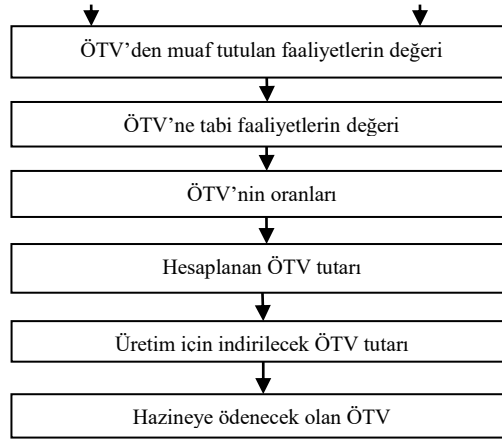 ÖTV’den muaf tutulan faaliyetlerin değeri
ÖTV’ne tabi faaliyetlerin değeri
ÖTV’nin oranları
Hesaplanan ÖTV tutarı
Üretim için indirilecek ÖTV tutarı
Hazineye ödenecek olan ÖTV